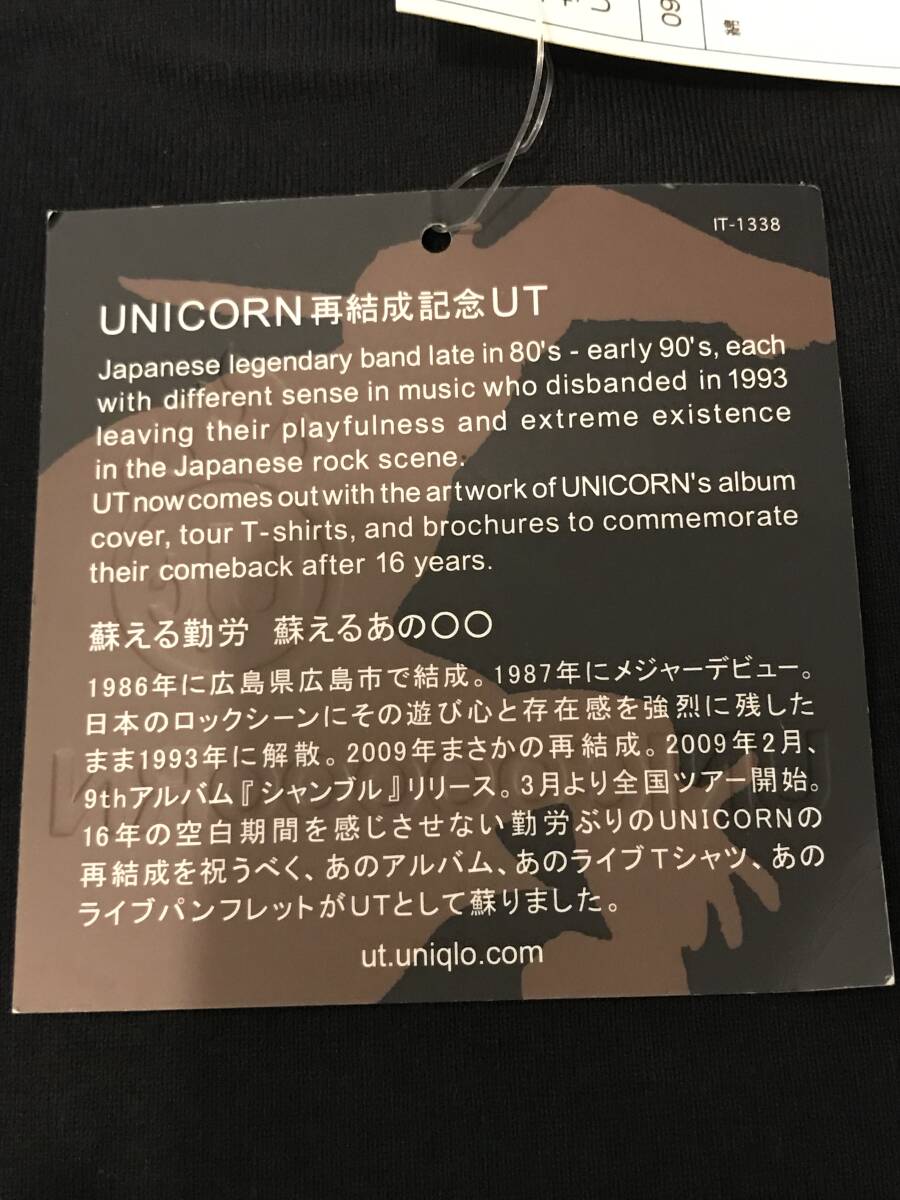 09
IT-1338
UNICORN再結成記念UT
Japanese legendary band late in 80's - early 90's, each
with different sense in music who disbanded in 1993
leaving their playfulness and extreme existence
in the Japanese rock scene.
UT now comes out with the artwork of UNICORN's album
cover, tour T-shirts, and brochures to commemorate
their comeback after 16 years.
蘇える勤労 蘇えるあの〇〇
1986年に広島県広島市で結成。1987年にメジャーデビュー。
日本のロックシーンにその遊び心と存在感を強烈に残した
まま1993年に解散。2009年まさかの再結成。2009年2月、
9thアルバム『シャンブル』リリース。3月より全国ツアー開始。
16年の空白期間を感じさせない勤労ぶりのUNICORNの
再結成を祝うべく、あのアルバム、あのライブTシャツ、あの
ライブパンフレットがUTとして蘇りました。
ut.uniqlo.com